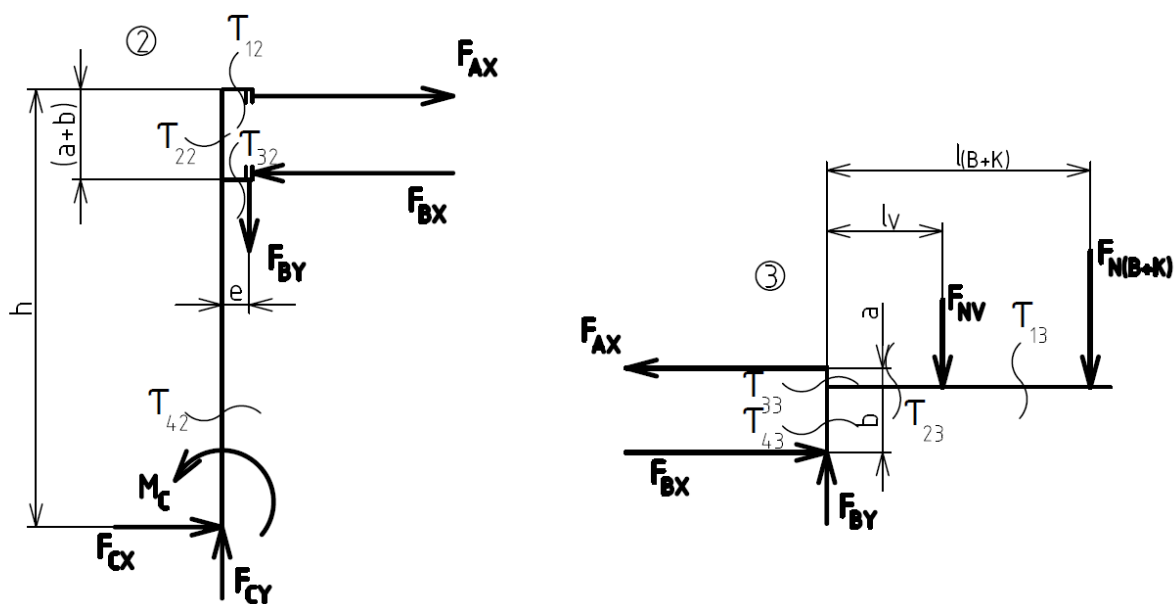 2
T12
FAX
(a+b)
T22
T32
FBX
FBY
e
h
T42
MC
FCX
FCY
3
l(B+K)
lV
FN(B+K)
FNV
a
T13
FAX
T33
b
T43
T23
FBX
FBY